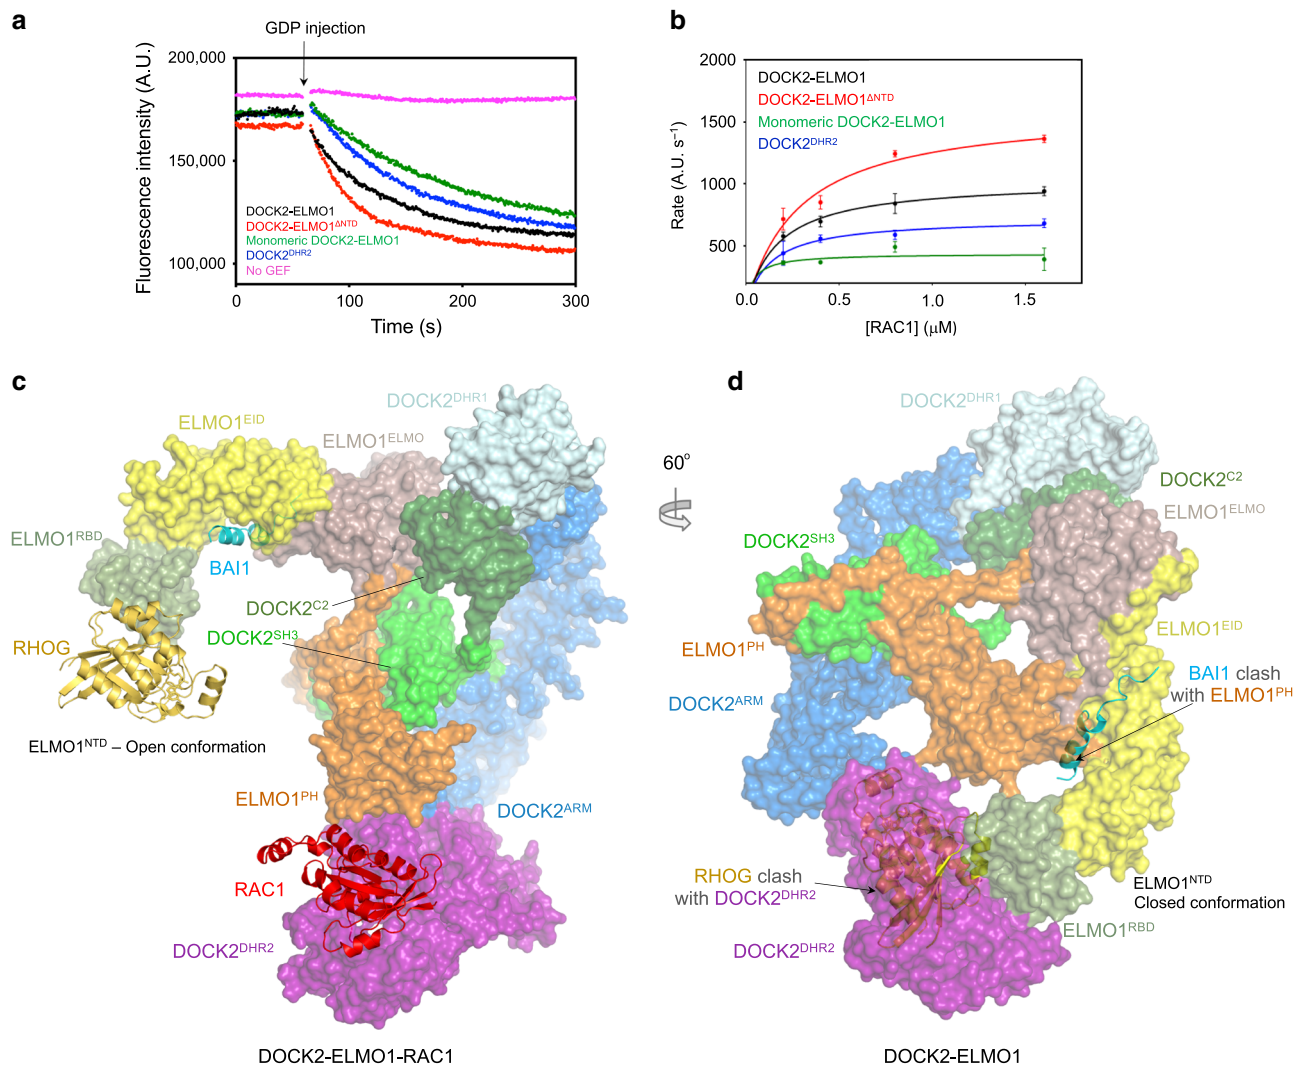 a
GDP injection
200,000
150,000
100,000
Fluorescence intensity (A.U.)
DOCK2-ELMO1
DOCK2-ELMO1ΔNTD
Monomeric DOCK2-ELMO1
DOCK2DHR2
No GEF
0 100 200 300
Time (s)
b
2000
1500
1000
500
Rate (A.U. s⁻¹)
DOCK2-ELMO1
DOCK2-ELMO1ΔNTD
Monomeric DOCK2-ELMO1
DOCK2DHR2
0.0 0.5 1.0 1.5
[RAC1] (μM)
c
DOCK2DHR1
ELMO1EID
ELMO1ELMO
ELMO1RBD
BAI1
DOCK2C2
DOCK2SH3
RHOG
ELMO1NTD – Open conformation
ELMO1PH
DOCK2ARM
RAC1
DOCK2DHR2
DOCK2-ELMO1-RAC1
60°
d
DOCK2DHR1
DOCK2C2
ELMO1ELMO
DOCK2SH3
ELMO1EID
ELMO1PH
BAI1 clash
with ELMO1PH
DOCK2ARM
RHOG clash
with DOCK2DHR2
ELMO1NTD
Closed conformation
ELMO1RBD
DOCK2DHR2
DOCK2-ELMO1